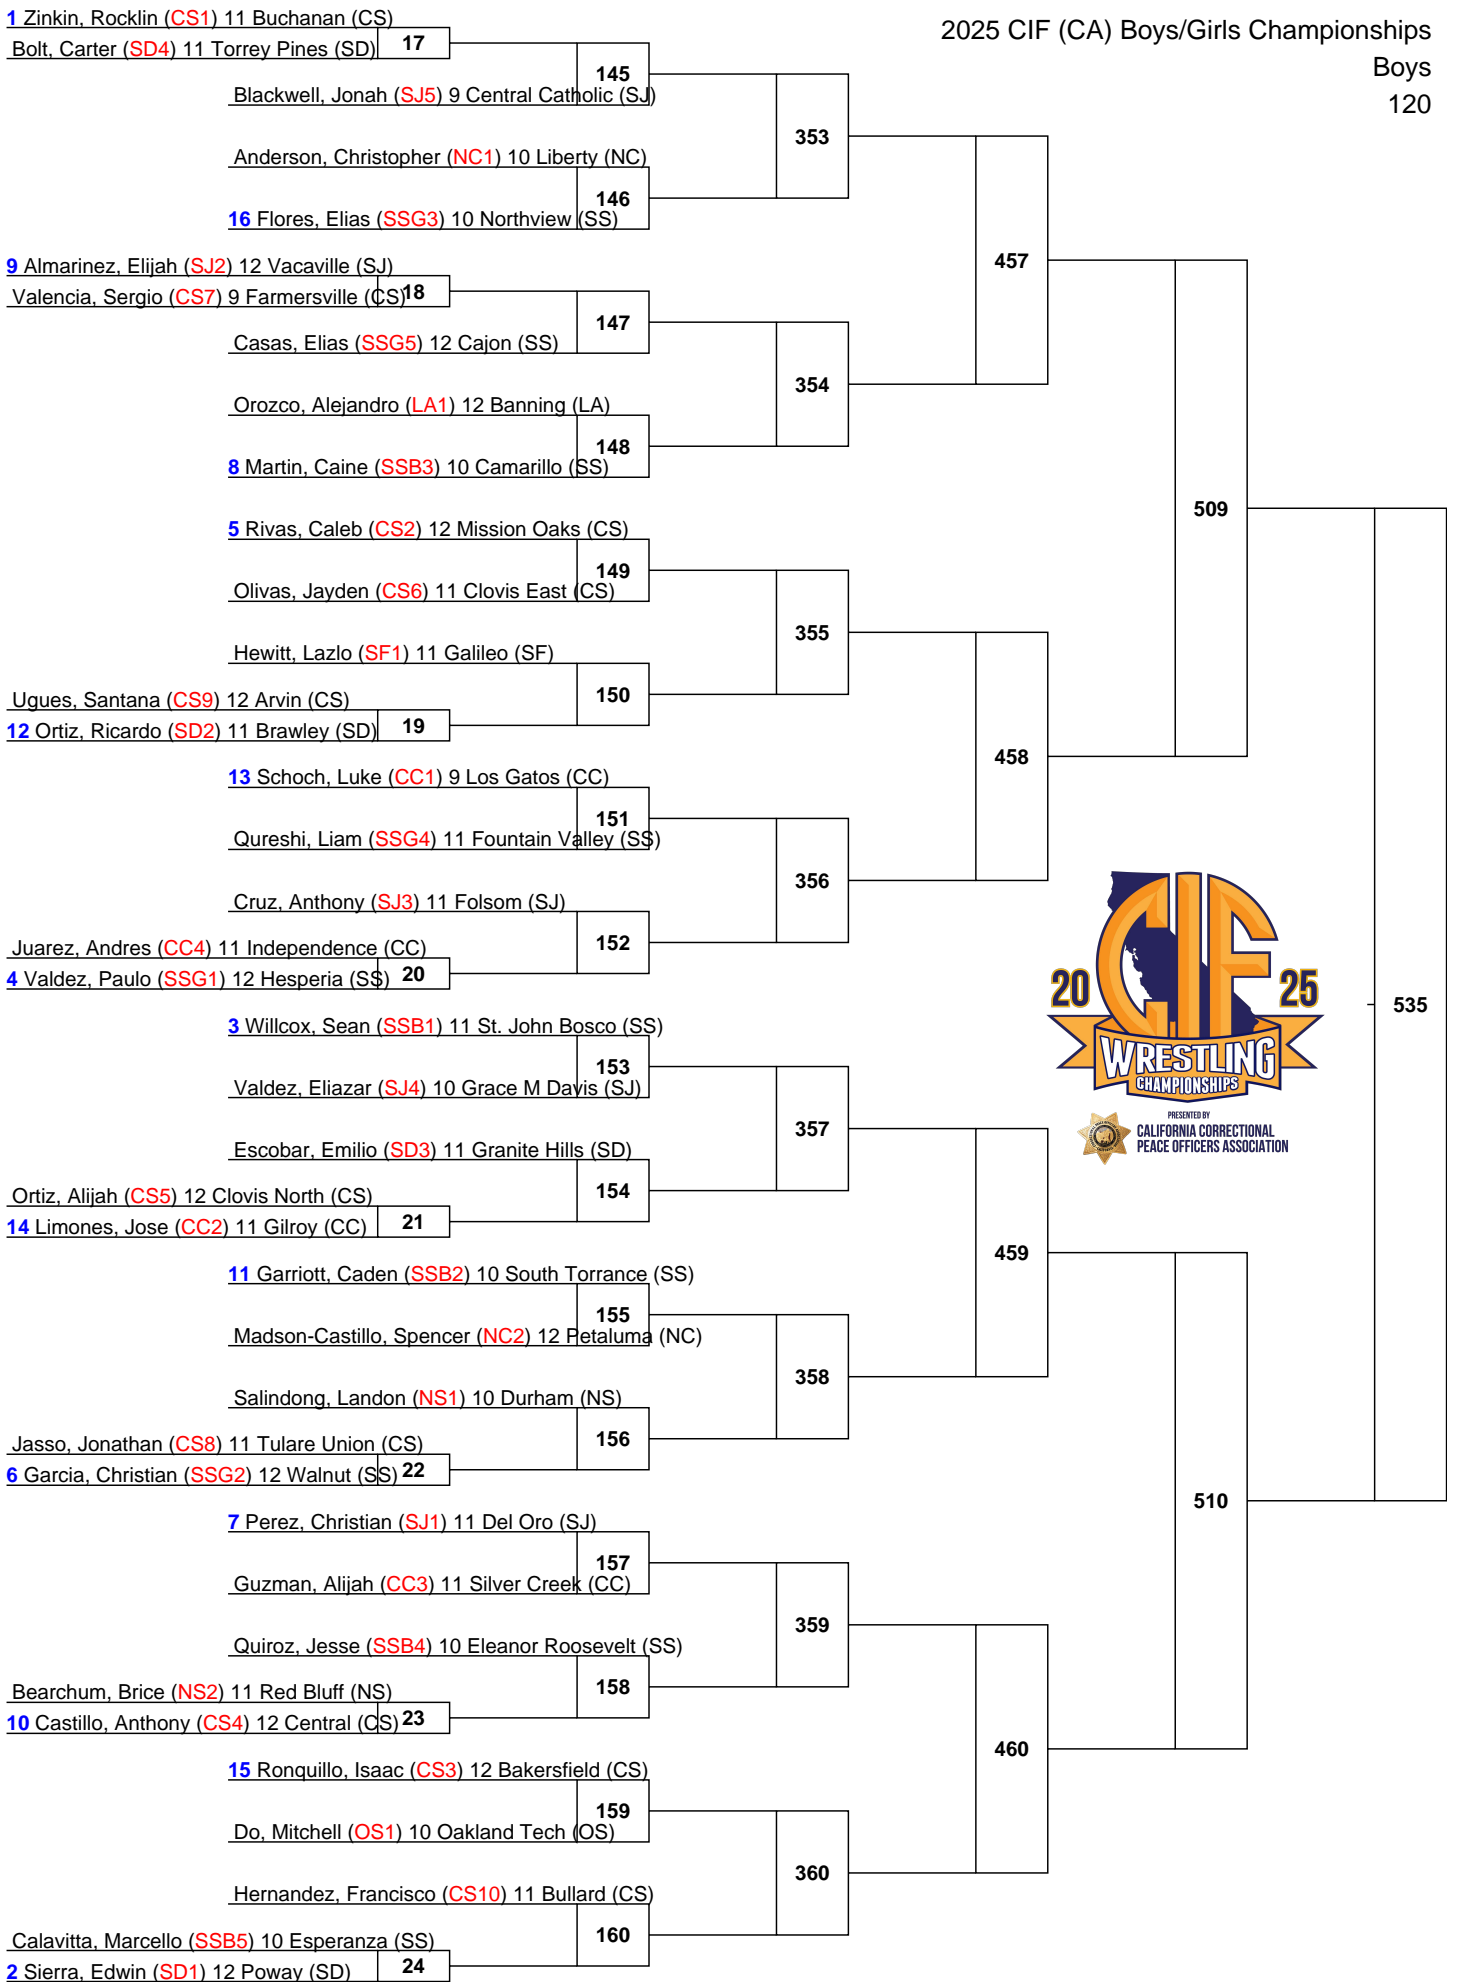 2025 CIF (CA) Boys/Girls Championships
Boys
120
1 Zinkin, Rocklin (CS1) 11 Buchanan (CS)
Bolt, Carter (SD4) 11 Torrey Pines (SD)
17
145
Blackwell, Jonah (SJ5) 9 Central Catholic (SJ)
353
Anderson, Christopher (NC1) 10 Liberty (NC)
146
16 Flores, Elias (SSG3) 10 Northview (SS)
457
9 Almarinez, Elijah (SJ2) 12 Vacaville (SJ)
Valencia, Sergio (CS7) 9 Farmersville (CS)
18
147
Casas, Elias (SSG5) 12 Cajon (SS)
354
Orozco, Alejandro (LA1) 12 Banning (LA)
148
8 Martin, Caine (SSB3) 10 Camarillo (SS)
509
5 Rivas, Caleb (CS2) 12 Mission Oaks (CS)
149
Olivas, Jayden (CS6) 11 Clovis East (CS)
355
Hewitt, Lazlo (SF1) 11 Galileo (SF)
150
Ugues, Santana (CS9) 12 Arvin (CS)
12 Ortiz, Ricardo (SD2) 11 Brawley (SD)
19
458
13 Schoch, Luke (CC1) 9 Los Gatos (CC)
151
Qureshi, Liam (SSG4) 11 Fountain Valley (SS)
356
Cruz, Anthony (SJ3) 11 Folsom (SJ)
152
Juarez, Andres (CC4) 11 Independence (CC)
4 Valdez, Paulo (SSG1) 12 Hesperia (SS)
20
20 CIF 25
WRESTLING
CHAMPIONSHIPS
PRESENTED BY
CALIFORNIA CORRECTIONAL
PEACE OFFICERS ASSOCIATION
535
3 Willcox, Sean (SSB1) 11 St. John Bosco (SS)
153
Valdez, Eliazar (SJ4) 10 Grace M Davis (SJ)
357
Escobar, Emilio (SD3) 11 Granite Hills (SD)
154
Ortiz, Alijah (CS5) 12 Clovis North (CS)
14 Limones, Jose (CC2) 11 Gilroy (CC)
21
459
11 Garriott, Caden (SSB2) 10 South Torrance (SS)
155
Madson-Castillo, Spencer (NC2) 12 Petaluma (NC)
358
Salindong, Landon (NS1) 10 Durham (NS)
156
Jasso, Jonathan (CS8) 11 Tulare Union (CS)
6 Garcia, Christian (SSG2) 12 Walnut (SS)
22
510
7 Perez, Christian (SJ1) 11 Del Oro (SJ)
157
Guzman, Alijah (CC3) 11 Silver Creek (CC)
359
Quiroz, Jesse (SSB4) 10 Eleanor Roosevelt (SS)
158
Bearchum, Brice (NS2) 11 Red Bluff (NS)
10 Castillo, Anthony (CS4) 12 Central (CS)
23
460
15 Ronquillo, Isaac (CS3) 12 Bakersfield (CS)
159
Do, Mitchell (OS1) 10 Oakland Tech (OS)
360
Hernandez, Francisco (CS10) 11 Bullard (CS)
160
Calavitta, Marcello (SSB5) 10 Esperanza (SS)
2 Sierra, Edwin (SD1) 12 Poway (SD)
24